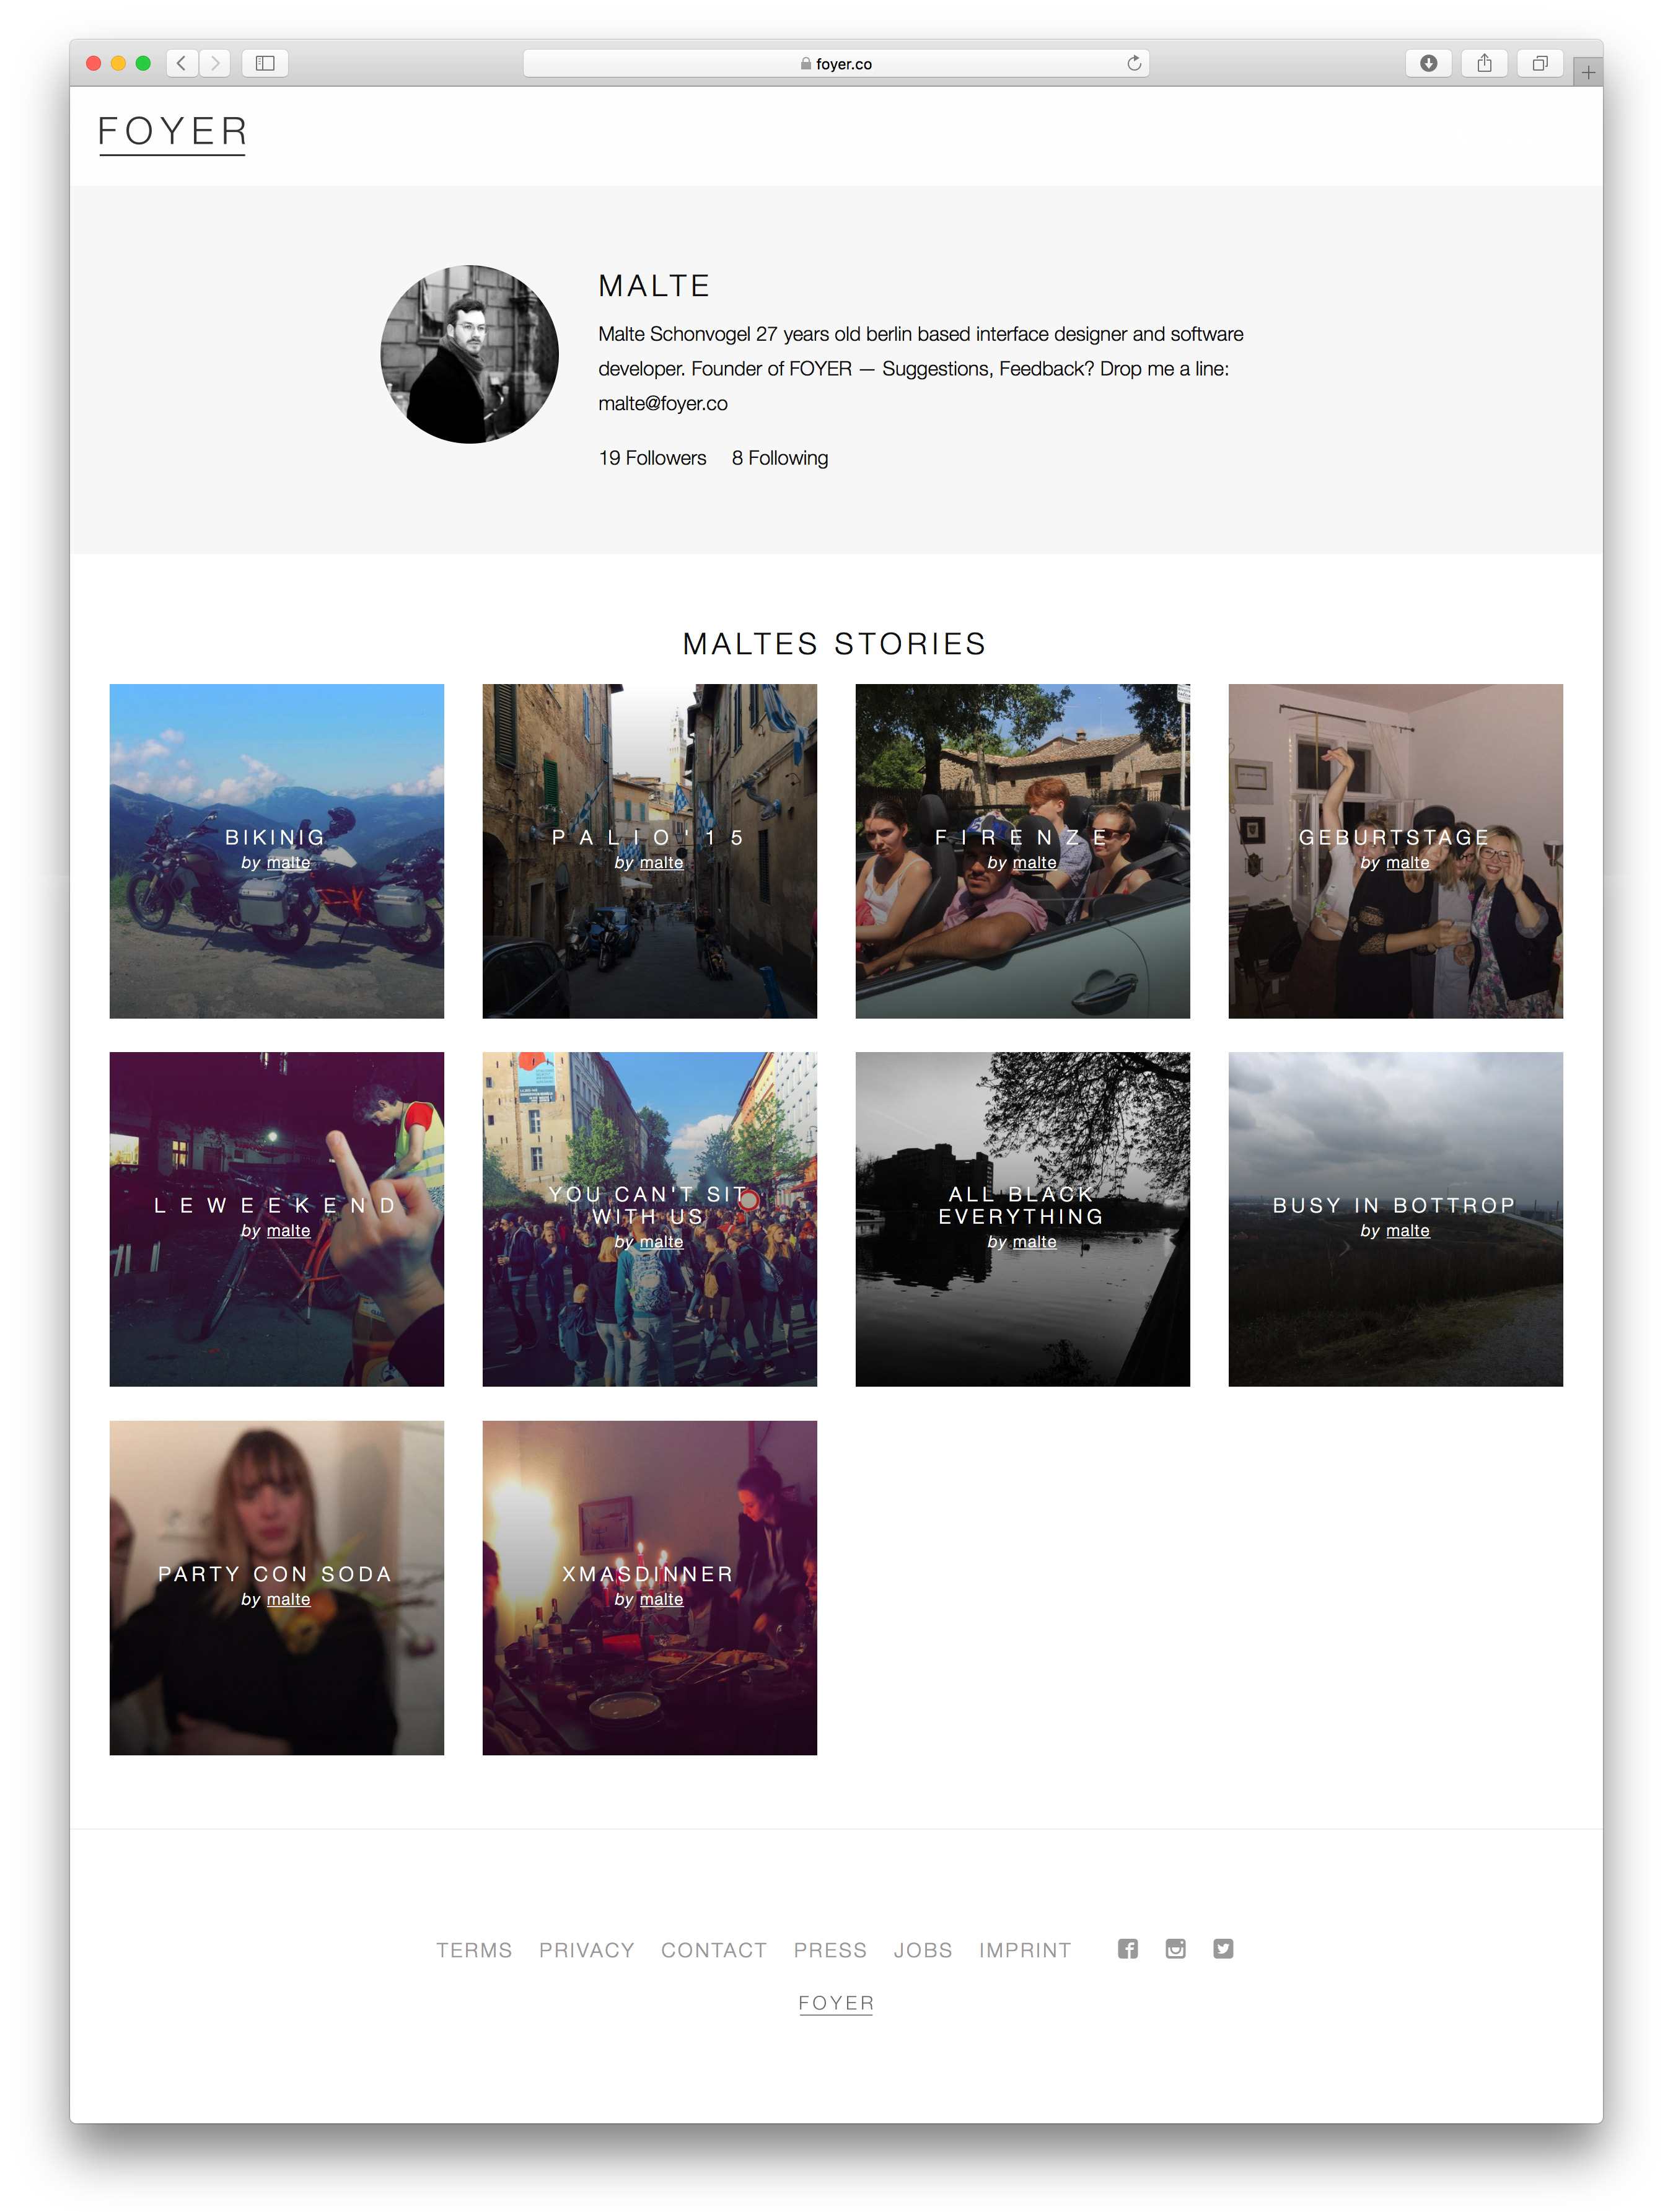 foyer.co
FOYER
MALTE
Malte Schonvogel 27 years old berlin based interface designer and software
developer. Founder of FOYER — Suggestions, Feedback? Drop me a line:
malte@foyer.co
19 Followers 8 Following
MALTES STORIES
BIKINIG
by malte
PALIO'15
by malte
FIRENZE
by malte
GEBURTSTAGE
by malte
LEWEEKEND
by malte
YOU CAN'T SIT
WITH US
by malte
ALL BLACK
EVERYTHING
by malte
BUSY IN BOTTROP
by malte
PARTY CON SODA
by malte
XMASDINNER
by malte
TERMS PRIVACY CONTACT PRESS JOBS IMPRINT
FOYER